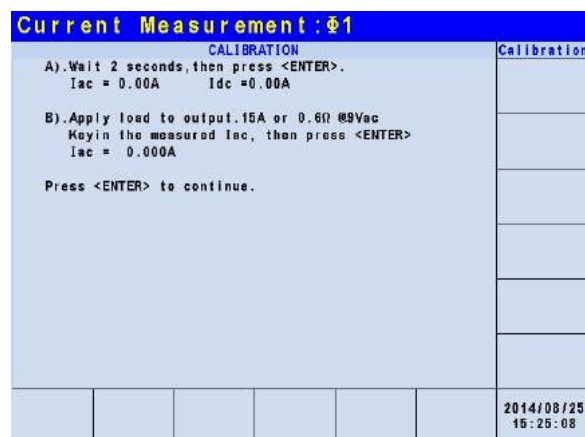 Current Measurement:Φ1
CALIBRATION
Calibration
A).Wait 2 seconds,then press <ENTER>.
Iac = 0.00A Idc =0.00A
B).Apply load to output.15A or 0.6Ω @9Vac
Keyin the measured Iac, then press <ENTER>
Iac = 0.000A
Press <ENTER> to continue.
2014/08/25
15:25:08